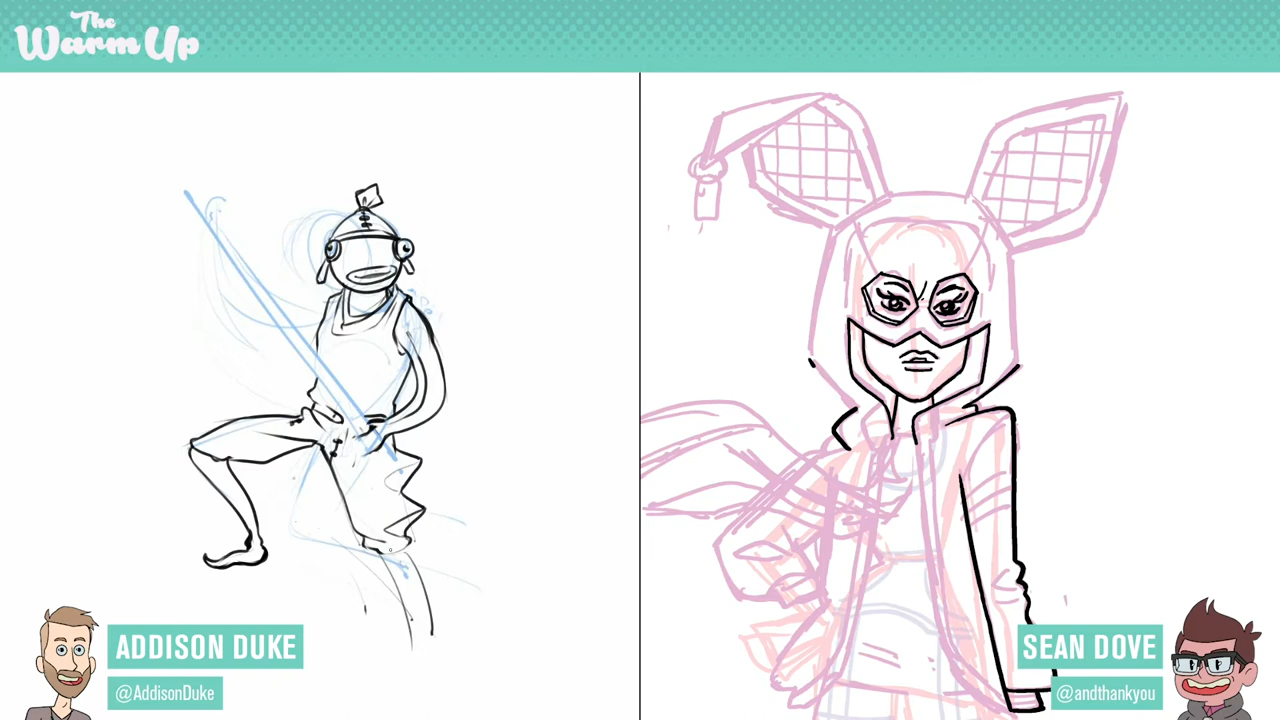 The
Warm Up
ADDISON DUKE
@AddisonDuke
SEAN DOVE
@andthankyou